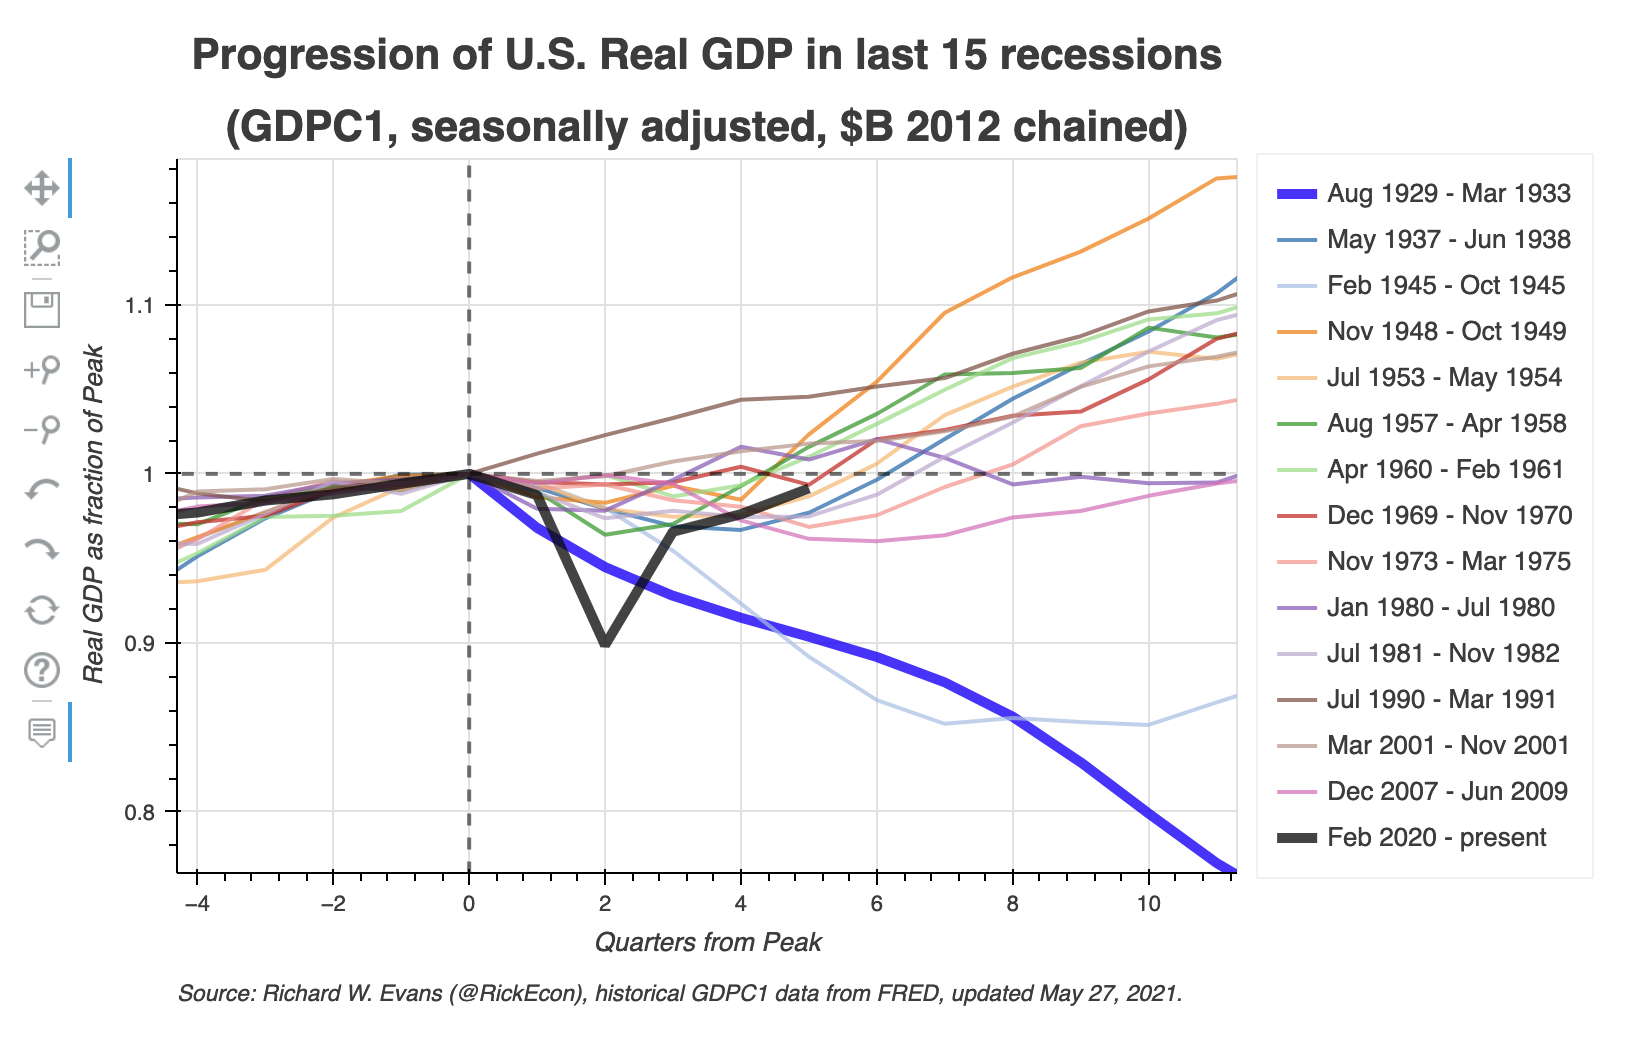 Progression of U.S. Real GDP in last 15 recessions
(GDPC1, seasonally adjusted, $B 2012 chained)
Real GDP as fraction of Peak
1.1
1
0.9
0.8
−4
−2
0
2
4
6
8
10
Quarters from Peak
Aug 1929 - Mar 1933
May 1937 - Jun 1938
Feb 1945 - Oct 1945
Nov 1948 - Oct 1949
Jul 1953 - May 1954
Aug 1957 - Apr 1958
Apr 1960 - Feb 1961
Dec 1969 - Nov 1970
Nov 1973 - Mar 1975
Jan 1980 - Jul 1980
Jul 1981 - Nov 1982
Jul 1990 - Mar 1991
Mar 2001 - Nov 2001
Dec 2007 - Jun 2009
Feb 2020 - present
Source: Richard W. Evans (@RickEcon), historical GDPC1 data from FRED, updated May 27, 2021.